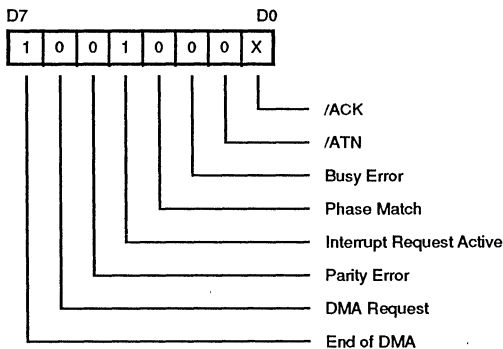 D7 D0
1 0 0 1 0 0 0 X
/ACK
/ATN
Busy Error
Phase Match
Interrupt Request Active
Parity Error
DMA Request
End of DMA